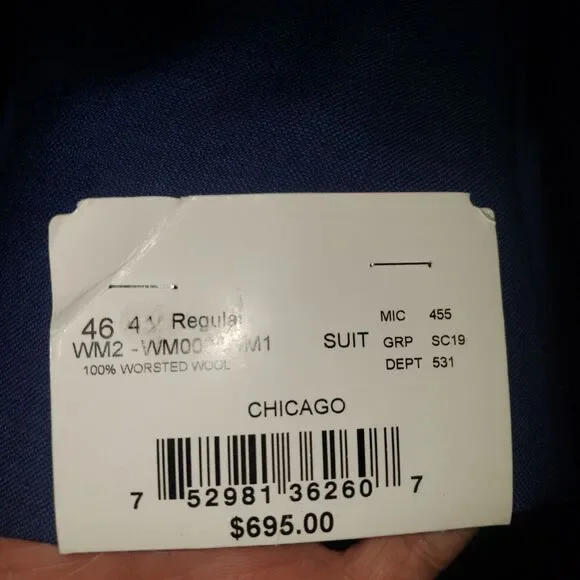 46 Regular
WM2
100% WORSTED WOOL
SUIT
MIC 455
GRP SC19
DEPT 531
CHICAGO
7 52981 36260 7
$695.00